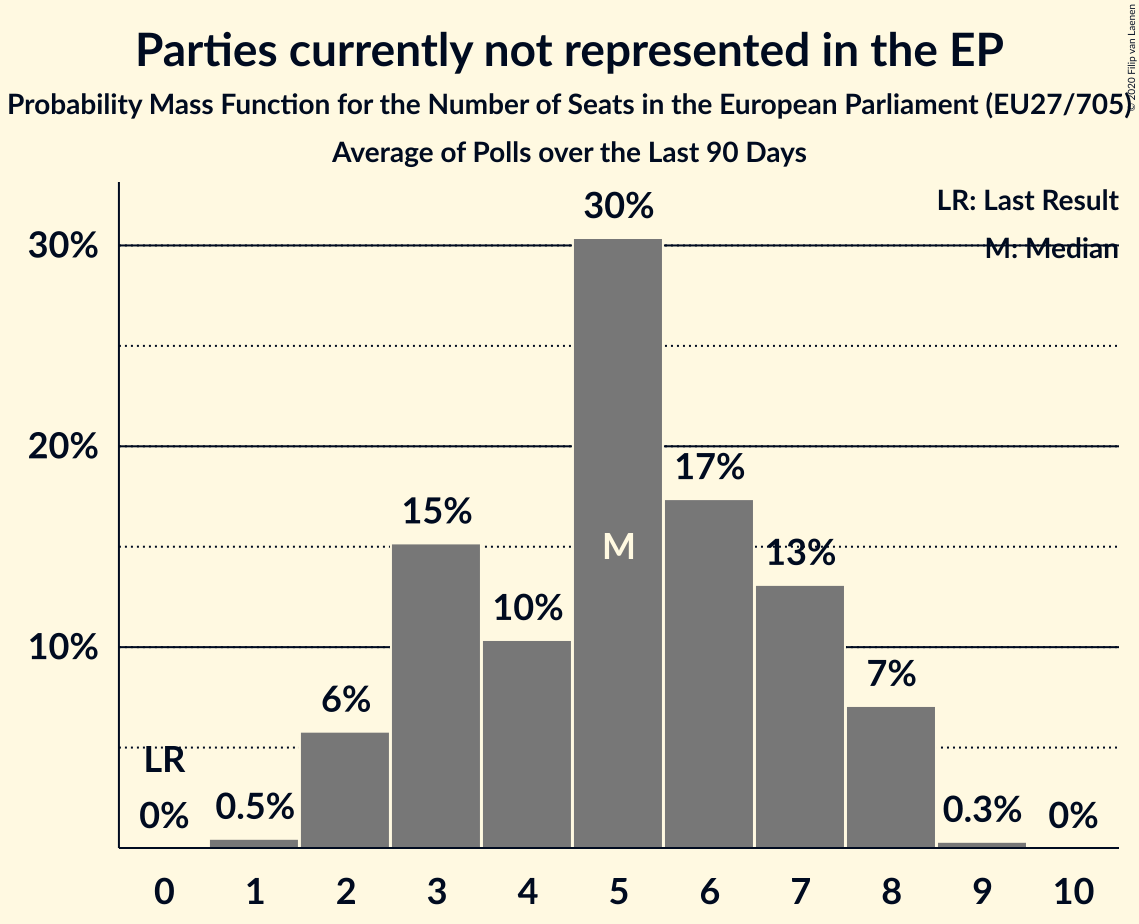 Parties currently not represented in the EP
Probability Mass Function for the Number of Seats in the European Parliament (EU27/705)
Average of Polls over the Last 90 Days
© 2020 Filip van Laenen
LR: Last Result
M: Median
30%
20%
10%
LR
0%
0.5%
6%
15%
10%
30%
M
17%
13%
7%
0.3%
0%
0 1 2 3 4 5 6 7 8 9 10